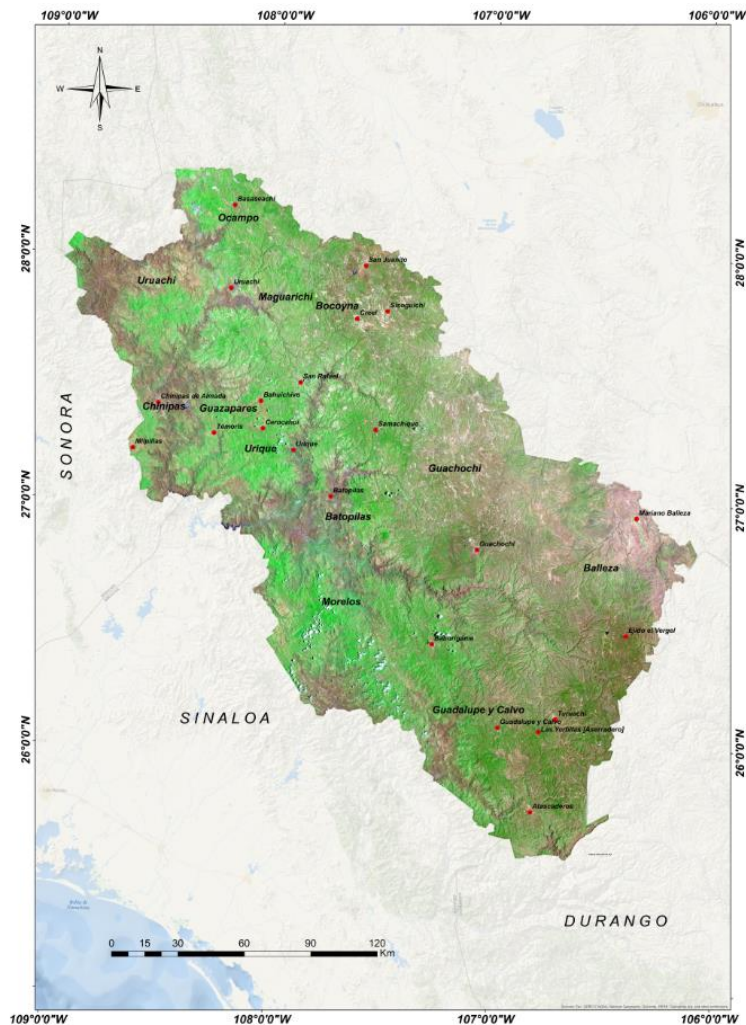 109°0'0"W 108°0'0"W 107°0'0"W 106°0'0"W
N
W E
S
Basaseachi
Ocampo
28°0'0"N 28°0'0"N
San Juanito
Uruachi
Uruachi
Maguarichi
Bocoyna
Sisoguichi
Creel
San Rafael
Chinipas de Almada
Chinipas
Bahuichivo
Guazapares
Temoris
Cerocahui
Samachique
Urique
Urique
Milpillas
SONORA
Guachochi
27°0'0"N 27°0'0"N
Batopilas
Batopilas
Mariano Balleza
Guachochi
Balleza
Morelos
Ejido el Vergel
Baborigame
SINALOA
Guadalupe y Calvo
Turuachi
Guadalupe y Calvo
Las Yerbitas [Aserradero]
26°0'0"N 26°0'0"N
Atascaderos
DURANGO
0 15 30 60 90 120
Km
109°0'0"W 108°0'0"W 107°0'0"W 106°0'0"W